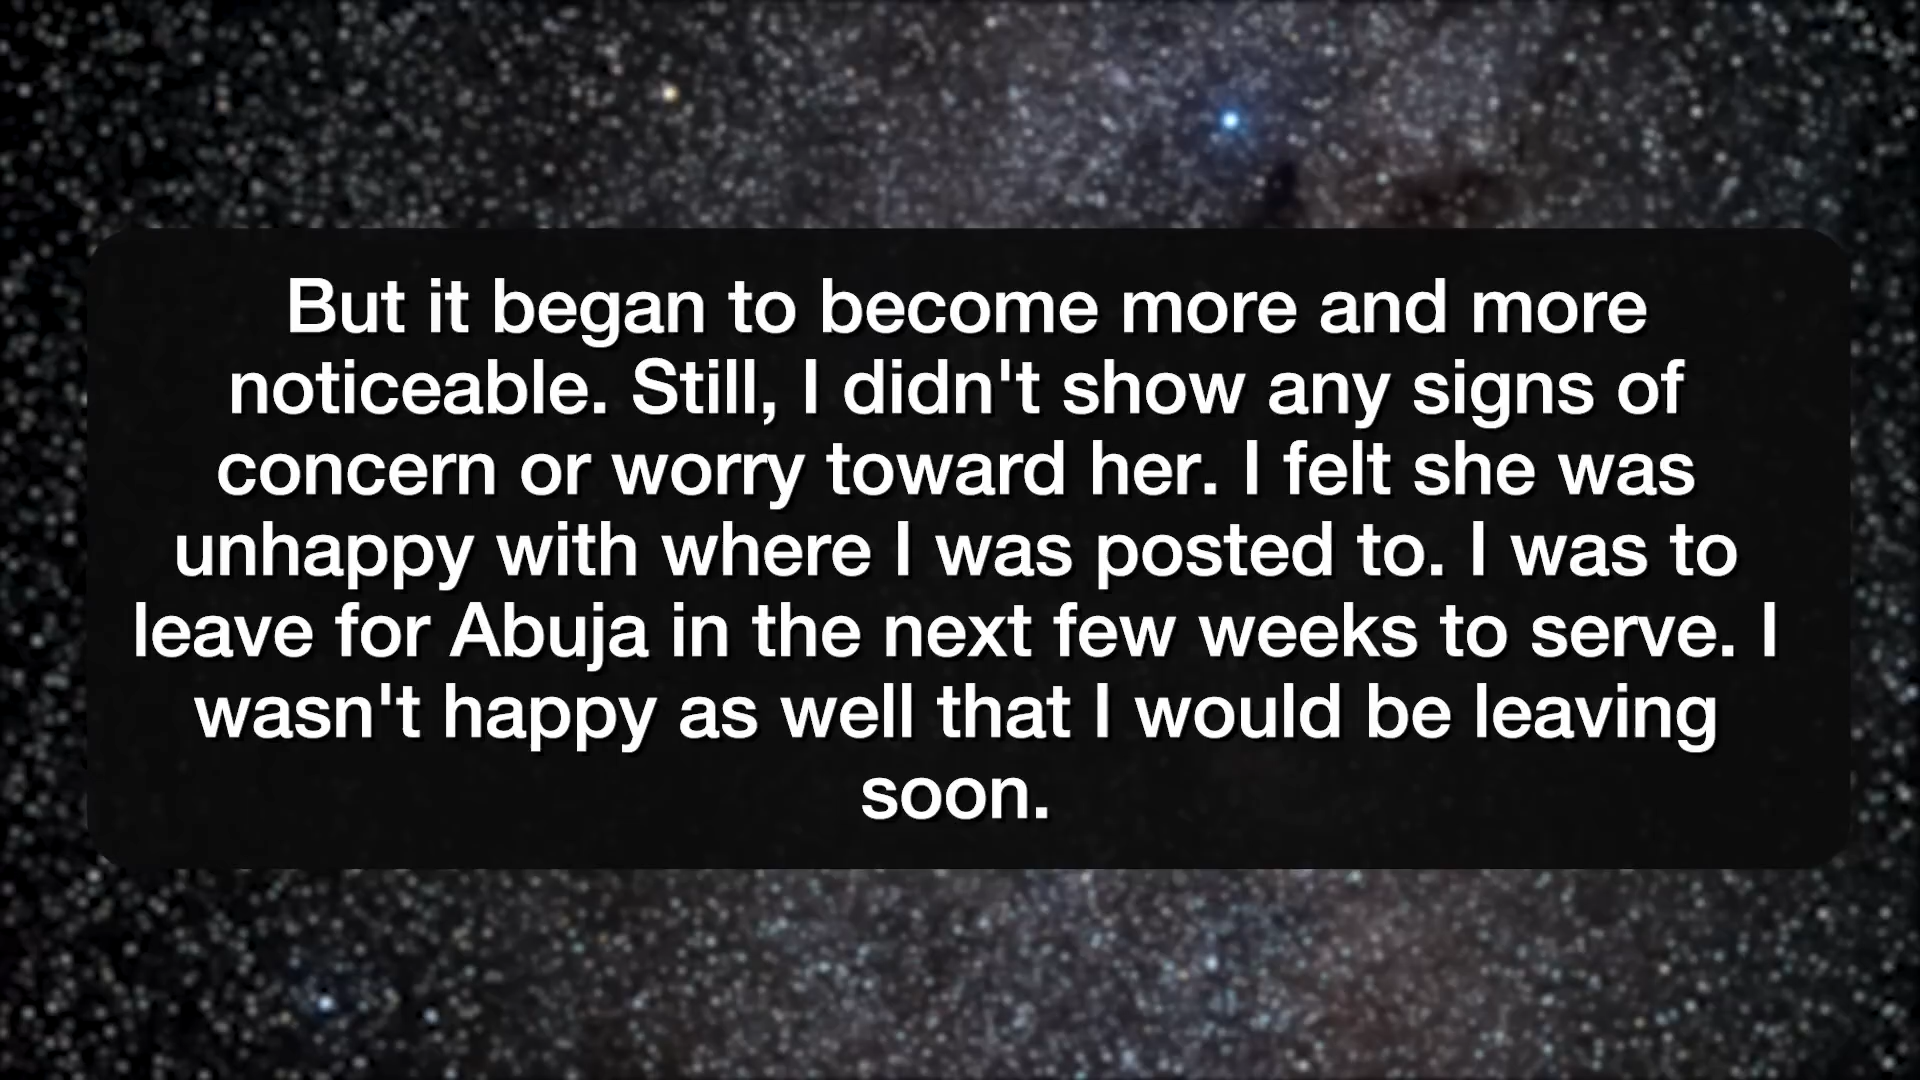 But it began to become more and more
noticeable. Still, I didn't show any signs of
concern or worry toward her. I felt she was
unhappy with where I was posted to. I was to
leave for Abuja in the next few weeks to serve. I
wasn't happy as well that I would be leaving
soon.